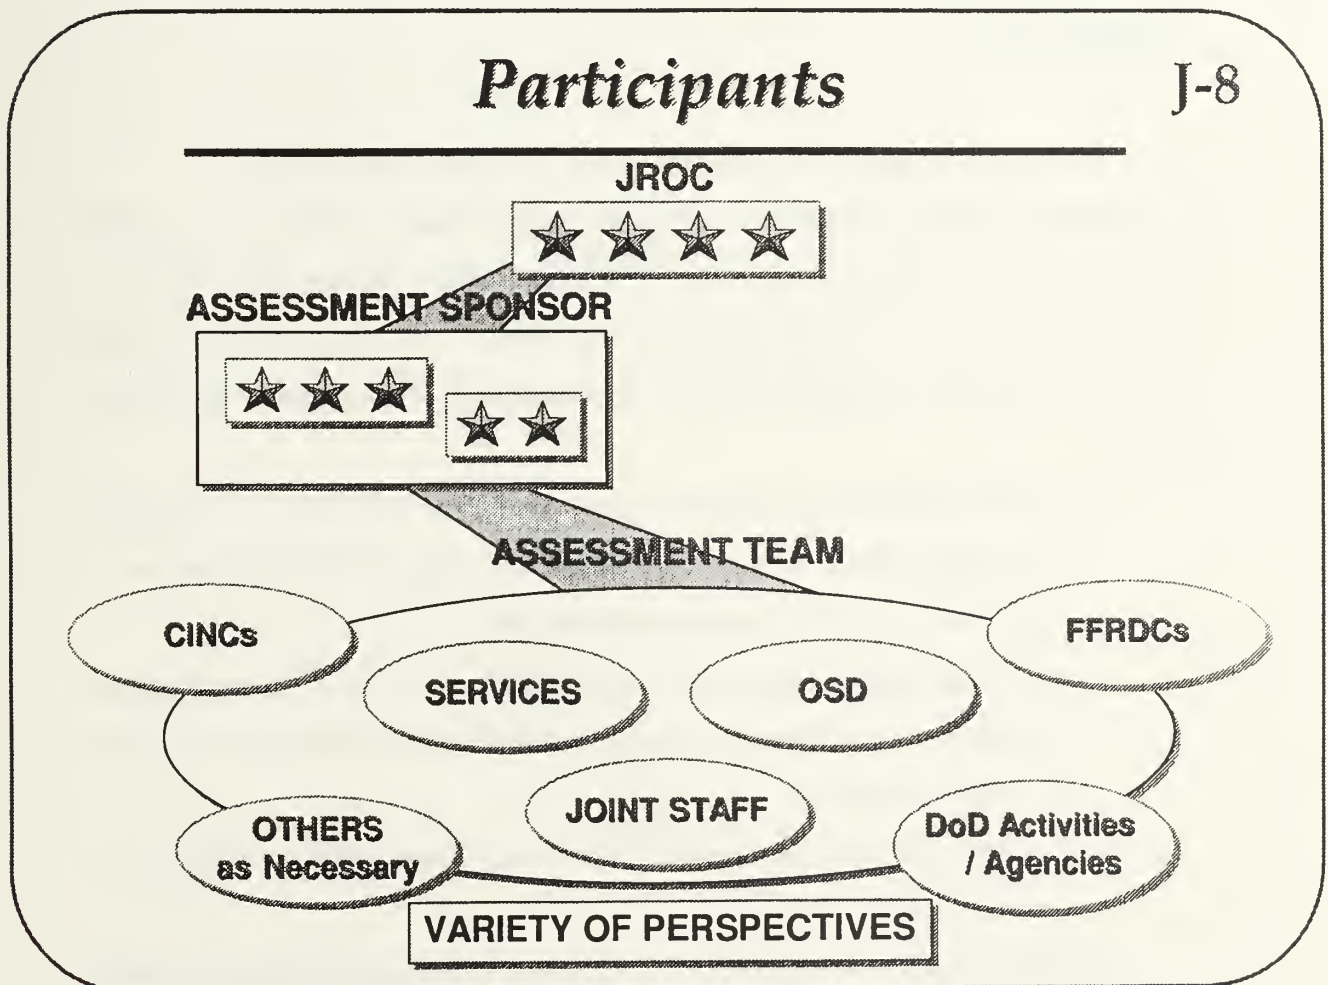 Participants
J-8
JROC
ASSESSMENT SPONSOR
ASSESSMENT TEAM
CINCs
FFRDCs
SERVICES
OSD
JOINT STAFF
OTHERS
as Necessary
DoD Activities
/ Agencies
VARIETY OF PERSPECTIVES